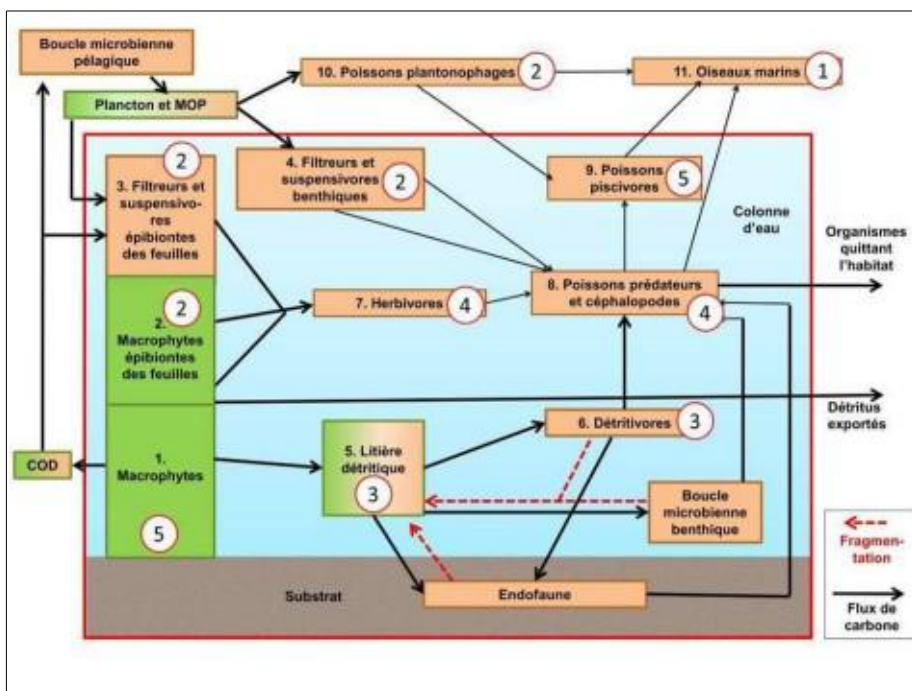 Boucle microbienne
pélagique
10. Poissons plantonophages
2
11. Oiseaux marins
1
Plancton et MOP
2
3. Filtreurs et
suspensivo-
res
épibiontes
des feuilles
4. Filtreurs et
suspensivores
benthiques
2
9. Poissons
piscivores
5
Colonne
d'eau
Organismes
quittant
l'habitat
2
2.
Macrophytes
épibiontes
des feuilles
7. Herbivores
4
8. Poissons prédateurs
et céphalopodes
4
Détritus
exportés
COD
1.
Macrophytes
5
5. Litière
détritique
3
6. Détritivores
3
Boucle
microbienne
benthique
Substrat
Endofaune
Fragmen-
tation
Flux de
carbone